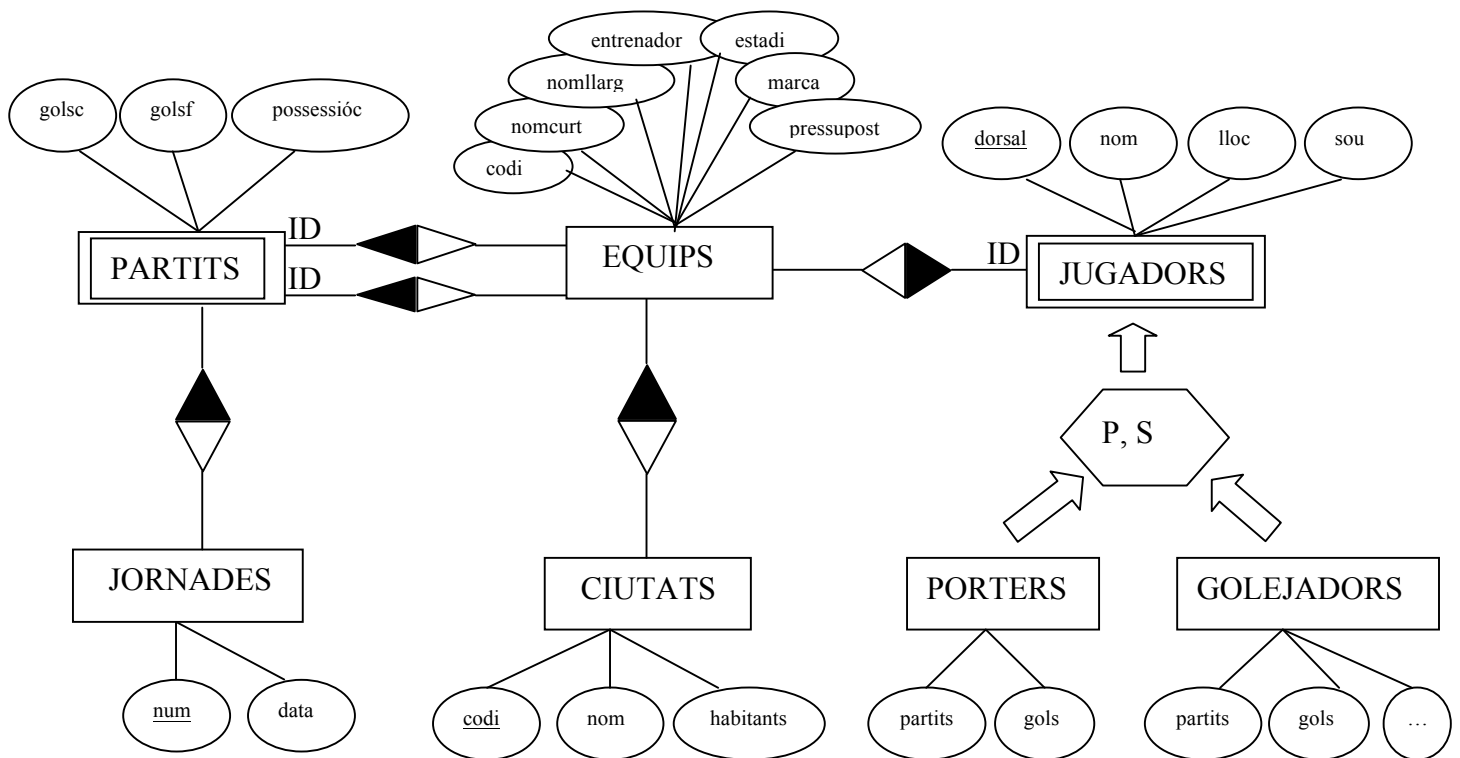 entrenador
estadi
nomllarg
marca
golsc
golsf
possessióc
nomcurt
pressupost
dorsal
nom
lloc
sou
codi
ID
PARTITS
EQUIPS
ID
ID
JUGADORS
P, S
JORNADES
CIUTATS
PORTERS
GOLEJADORS
num
data
codi
nom
habitants
partits
gols
partits
gols
…